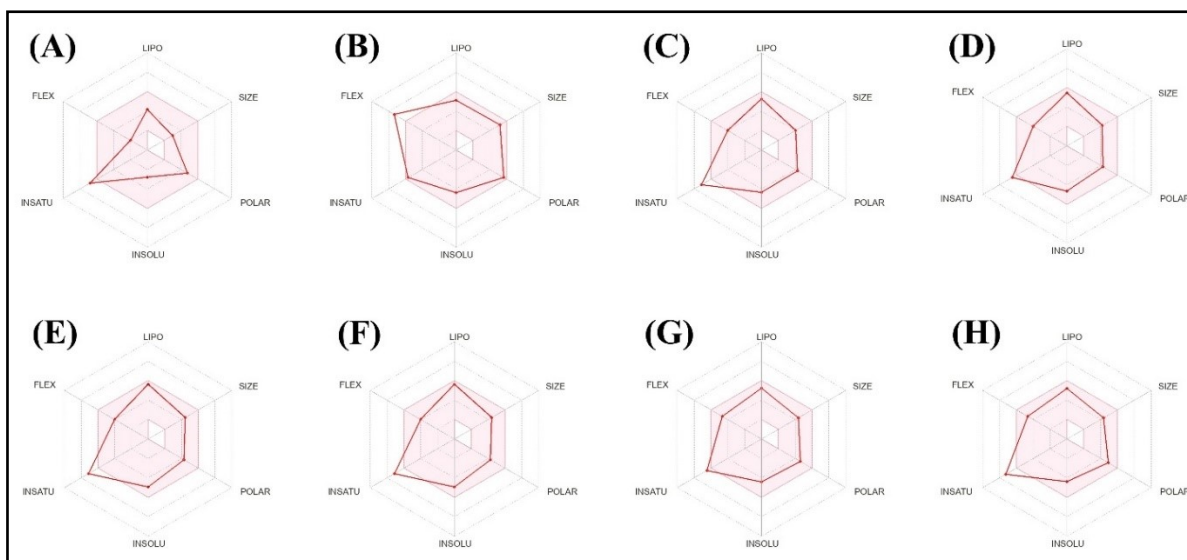 (A)
LIPO
FLEX
SIZE
INSATU
POLAR
INSOLU
(B)
LIPO
FLEX
SIZE
INSATU
POLAR
INSOLU
(C)
LIPO
FLEX
SIZE
INSATU
POLAR
INSOLU
(D)
LIPO
FLEX
SIZE
INSATU
POLAR
INSOLU
(E)
LIPO
FLEX
SIZE
INSATU
POLAR
INSOLU
(F)
LIPO
FLEX
SIZE
INSATU
POLAR
INSOLU
(G)
LIPO
FLEX
SIZE
INSATU
POLAR
INSOLU
(H)
LIPO
FLEX
SIZE
INSATU
POLAR
INSOLU